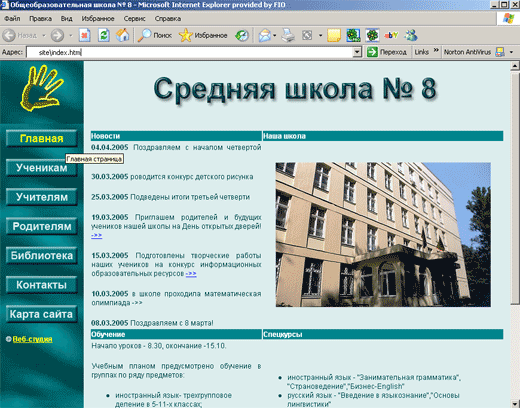 Общеобразовательная школа № 8 - Microsoft Internet Explorer provided by FIO
Файл Правка Вид Избранное Сервис Справка
Назад Поиск Избранное
Адрес: site\index.htm Переход Links » Norton AntiVirus
Средняя школа № 8
Главная
Главная страница
Ученикам
Учителям
Родителям
Библиотека
Контакты
Карта сайта
© Веб-студия
Новости
04.04.2005 Поздравляем с началом четвертой
30.03.2005 роводится конкурс детского рисунка
25.03.2005 Подведены итоги третьей четверти
19.03.2005 Приглашем родителей и будущих
учеников нашей школы на День открытых дверей!
->>
15.03.2005 Подготовлены творческие работы
наших учеников на конкурс информационных
образовательных ресурсов ->>
10.03.2005 в школе проходила математическая
олимпиада ->>
08.03.2005 Поздравляем с 8 марта!
Наша школа
Обучение
Начало уроков - 8.30, окончание -15.10.
Учебным планом предусмотрено обучение в
группах по ряду предметов:
• иностранный язык- трехгрупповое
деление в 5-11-х классах;
Спецкурсы
• иностранный язык - "Занимательная грамматика",
"Страноведение","Бизнес-English"
• русский язык - "Введение в языкознание","Основы
лингвистики"